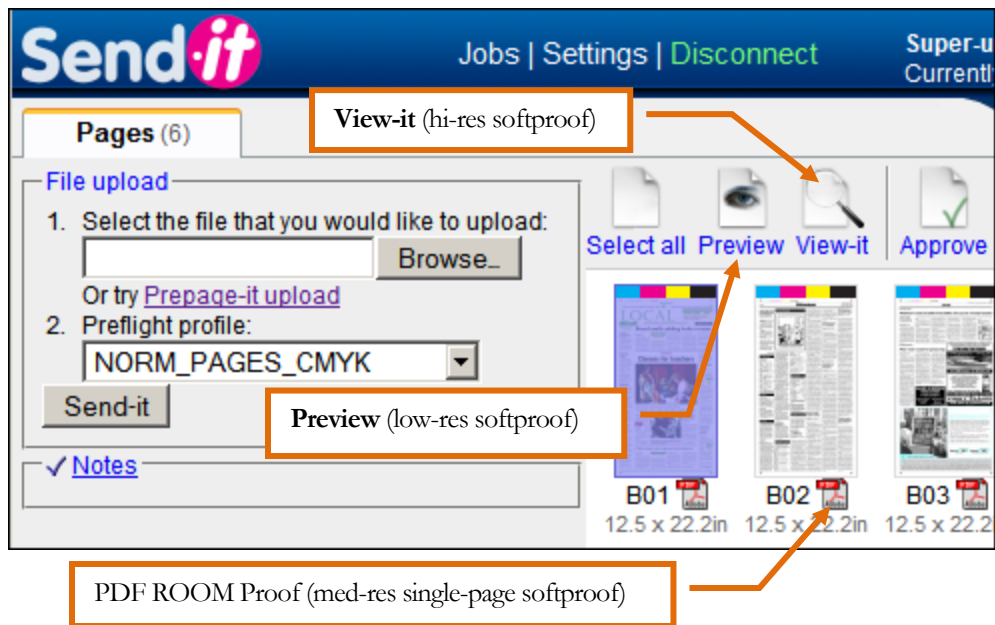 Send-it
Jobs | Settings | Disconnect
Super-u
Currentl
View-it (hi-res softproof)
Pages (6)
File upload
1. Select the file that you would like to upload:
Browse...
Or try Prepage-it upload
2. Preflight profile:
NORM_PAGES_CMYK
Send-it
Notes
Select all Preview View-it Approve
Preview (low-res softproof)
LOCAL
B01 B02 B03
12.5 x 22.2in 12.5 x 22.2in 12.5 x 22.2
PDF ROOM Proof (med-res single-page softproof)